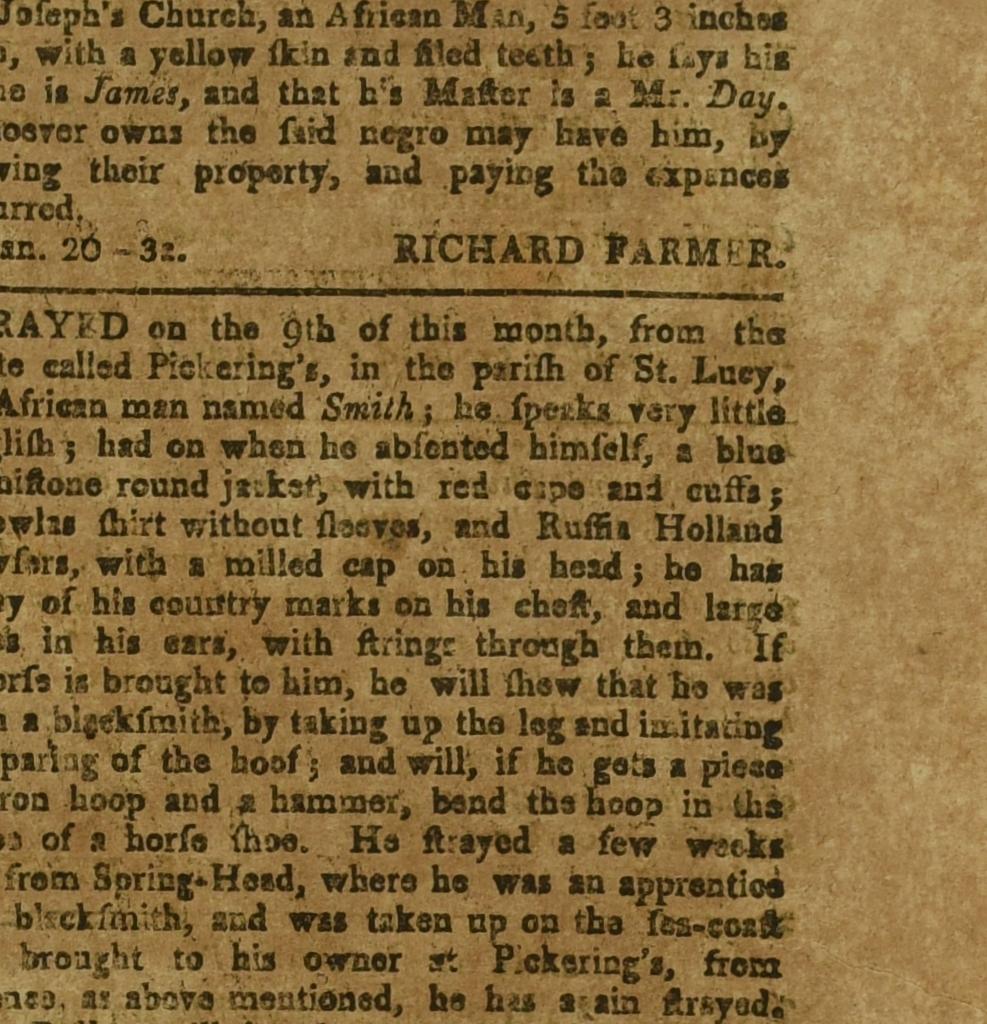 Joſeph's Church, an African Man, 5 foot 3 inches
, with a yellow ſkin and filed teeth; he ſays his
e is James, and that h's Maſter is a Mr. Day.
oever owns the ſaid negro may have him, by
ving their property, and paying the expences
urred.
an. 20 - 32. RICHARD FARMER.
RAYED on the 9th of this month, from the
te called Pickering's, in the pariſh of St. Lucy,
African man named Smith; he ſpeaks very little
gliſh; had on when he abſented himſelf, a blue
niſtone round jacket, with red cape and cuffs;
owlas ſhirt without ſleeves, and Ruſſia Holland
wſers, with a milled cap on his head; he has
y of his country marks on his cheſt, and large
s in his ears, with ſtrings through them. If
orſe is brought to him, he will ſhew that he was
n a blackſmith, by taking up the leg and imitating
paring of the hoof; and will, if he gets a piece
ron hoop and a hammer, bend the hoop in the
e of a horſe ſhoe. He ſtrayed a few weeks
from Spring-Head, where he was an apprentice
blackſmith, and was taken up on the ſea-coaſt
brought to his owner at Pickering's, from
ence, as above mentioned, he has again ſtrayed.